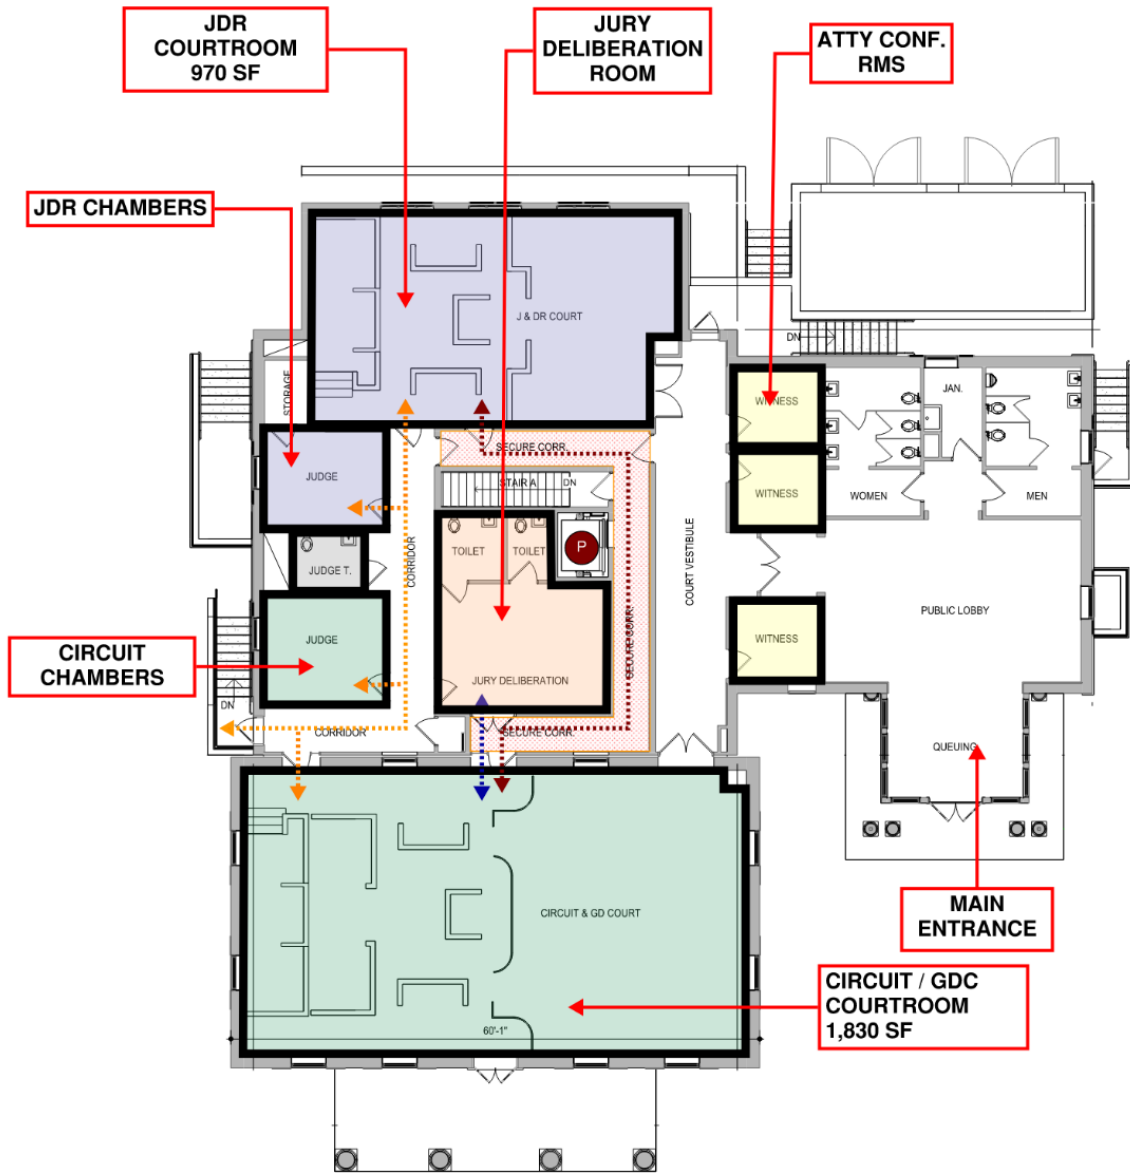 JDR
COURTROOM
970 SF
JURY
DELIBERATION
ROOM
ATTY CONF.
RMS
JDR CHAMBERS
J & DR COURT
DN
STORAGE
WITNESS
JAN.
SECURE CORR.
JUDGE
STAIR A
DN
WITNESS
WOMEN
MEN
TOILET
TOILET
P
JUDGE T.
CORRIDOR
COURT VESTIBULE
PUBLIC LOBBY
SECURE CORR.
JUDGE
WITNESS
CIRCUIT
CHAMBERS
JURY DELIBERATION
DN
CORRIDOR
SECURE CORR.
QUEUING
CIRCUIT & GD COURT
MAIN
ENTRANCE
CIRCUIT / GDC
COURTROOM
1,830 SF
60'-1"